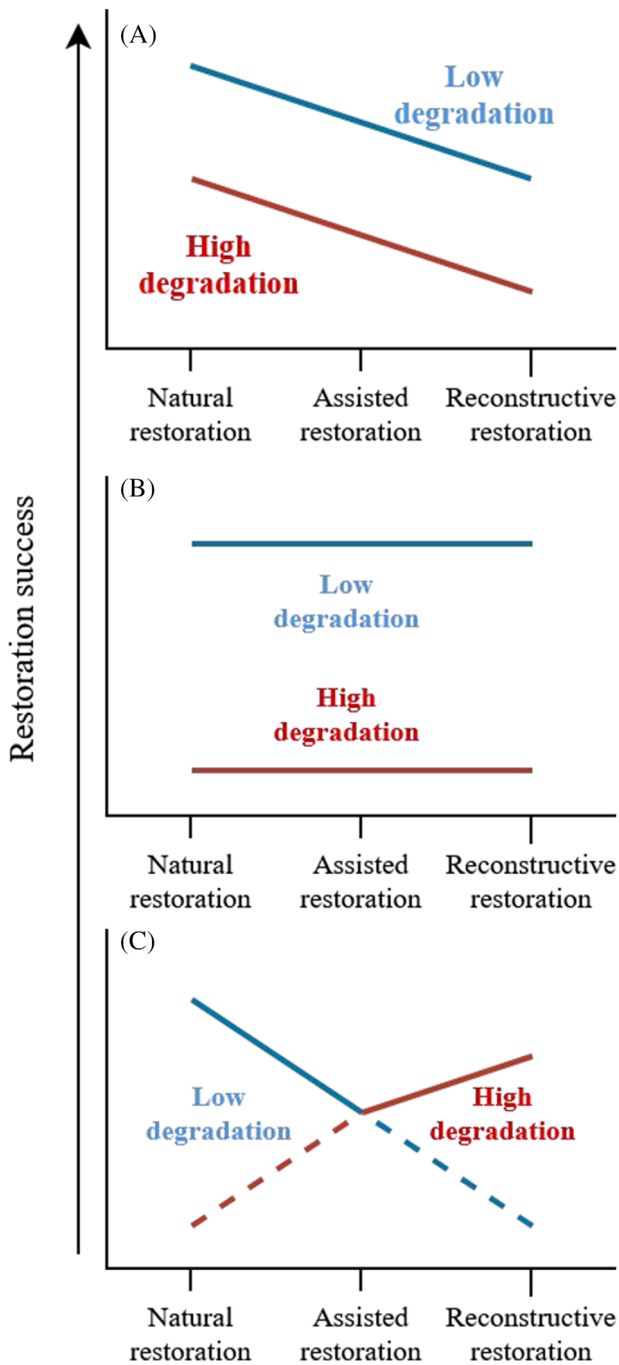 Restoration success
(A)
Low
degradation
High
degradation
Natural
restoration
Assisted
restoration
Reconstructive
restoration
(B)
Low
degradation
High
degradation
Natural
restoration
Assisted
restoration
Reconstructive
restoration
(C)
Low
degradation
High
degradation
Natural
restoration
Assisted
restoration
Reconstructive
restoration